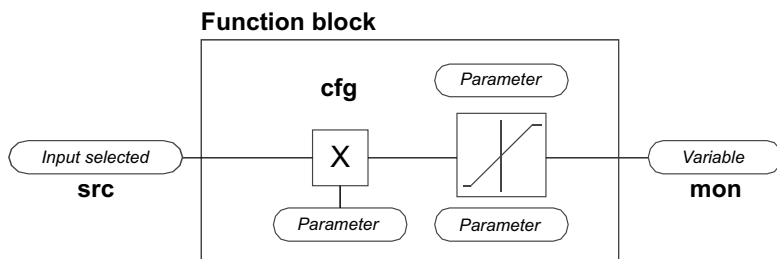 Function block
Parameter
cfg
Input selected
X
Variable
src
mon
Parameter
Parameter